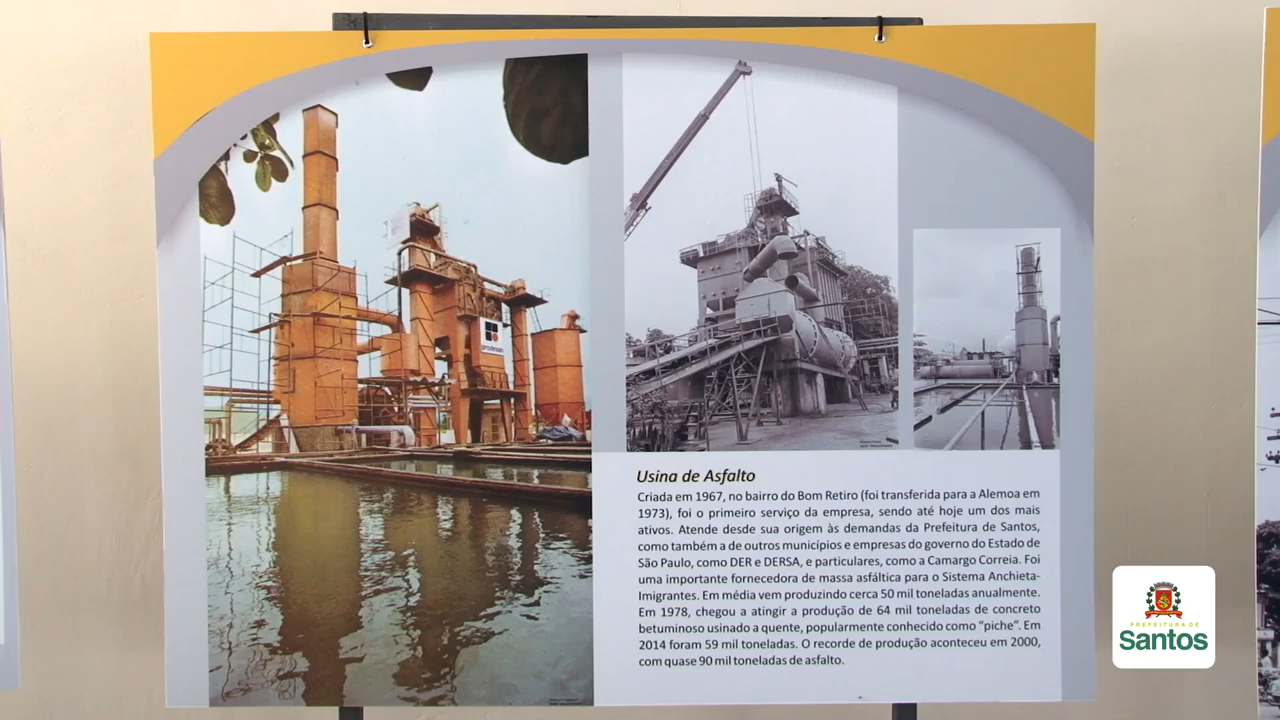 prodesan
Usina de Asfalto
Criada em 1967, no bairro do Bom Retiro (foi transferida para a Alemoa em
1973), foi o primeiro serviço da empresa, sendo até hoje um dos mais
ativos. Atende desde sua origem às demandas da Prefeitura de Santos,
como também a de outros municípios e empresas do governo do Estado de
São Paulo, como DER e DERSA, e particulares, como a Camargo Correia. Foi
uma importante fornecedora de massa asfáltica para o Sistema Anchieta-
Imigrantes. Em média vem produzindo cerca 50 mil toneladas anualmente.
Em 1978, chegou a atingir a produção de 64 mil toneladas de concreto
betuminoso usinado a quente, popularmente conhecido como “piche”. Em
2014 foram 59 mil toneladas. O recorde de produção aconteceu em 2000,
com quase 90 mil toneladas de asfalto.
PREFEITURA DE
Santos